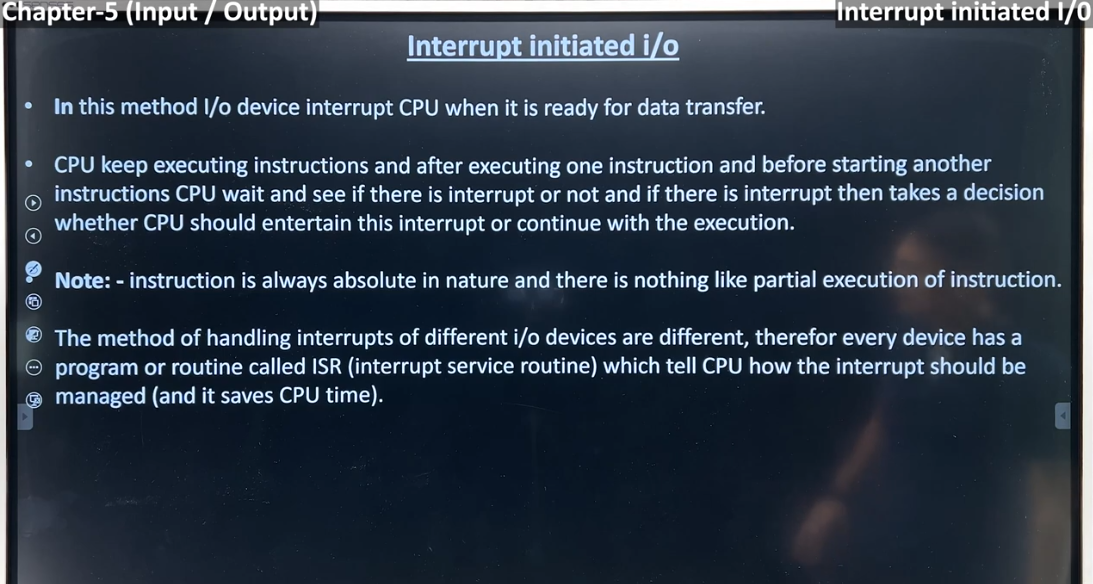 Chapter-5 (Input / Output)
Interrupt initiated I/0
Interrupt initiated i/o
• In this method I/o device interrupt CPU when it is ready for data transfer.
• CPU keep executing instructions and after executing one instruction and before starting another
instructions CPU wait and see if there is interrupt or not and if there is interrupt then takes a decision
whether CPU should entertain this interrupt or continue with the execution.
• Note: - instruction is always absolute in nature and there is nothing like partial execution of instruction.
The method of handling interrupts of different i/o devices are different, therefor every device has a
program or routine called ISR (interrupt service routine) which tell CPU how the interrupt should be
managed (and it saves CPU time).